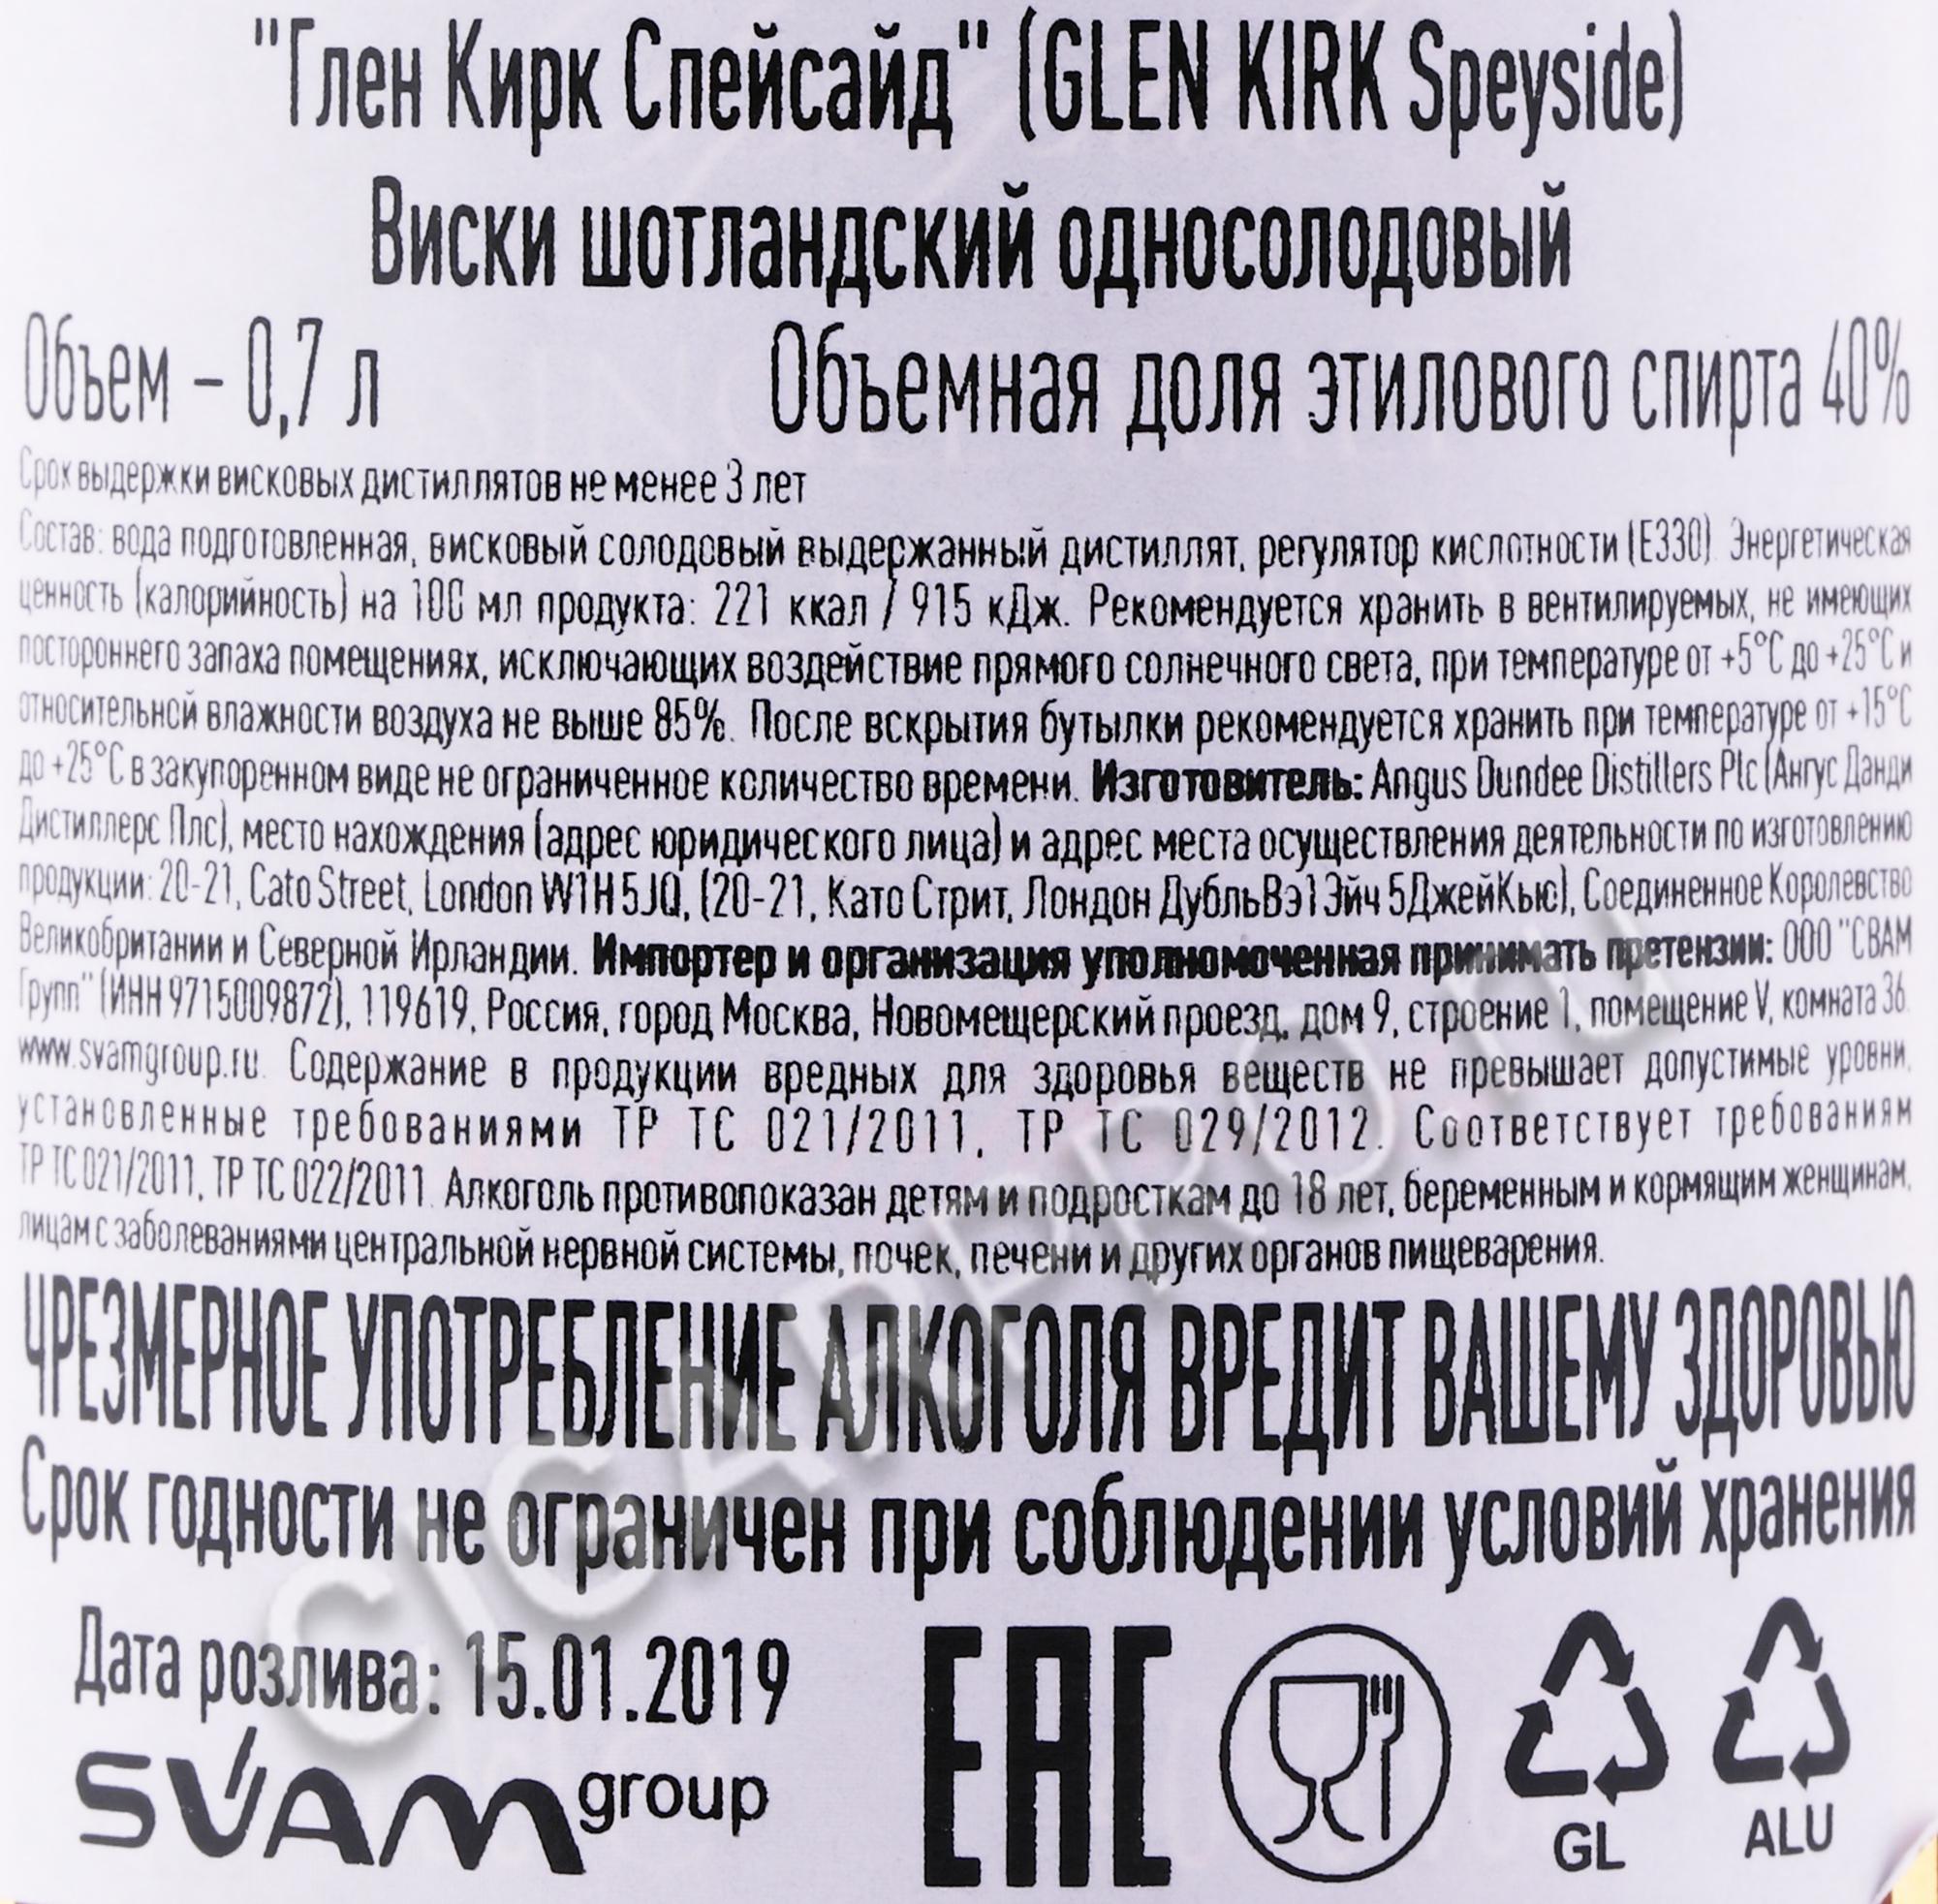 "Глен Кирк Спейсайд" (GLEN KIRK Speyside)
Виски шотландский односолодовый
Объем – 0,7 л Объемная доля этилового спирта 40%
Срок выдержки висковых дистиллятов не менее 3 лет
Состав: вода подготовленная, висковый солодовый выдержанный дистиллят, регулятор кислотности (Е330). Энергетическая
ценность (калорийность) на 100 мл продукта: 221 ккал / 915 кДж. Рекомендуется хранить в вентилируемых, не имеющих
постороннего запаха помещениях, исключающих воздействие прямого солнечного света, при температуре от +5°С до +25°С и
относительной влажности воздуха не выше 85%. После вскрытия бутылки рекомендуется хранить при температуре от +15°С
до +25°С в закупоренном виде не ограниченное количество времени. Изготовитель: Angus Dundee Distillers Plc (Ангус Данди
Дистиллерс Плс), место нахождения (адрес юридического лица) и адрес места осуществления деятельности по изготовлению
продукции: 20-21, Cato Street, London W1H 5JQ, (20-21, Като Стрит, Лондон ДубльВэ1Эйч 5ДжейКью), Соединенное Королевство
Великобритании и Северной Ирландии. Импортер и организация уполномоченная принимать претензии: ООО "СВАМ
Групп" (ИНН 9715009872), 119619, Россия, город Москва, Новомещерский проезд, дом 9, строение 1, помещение V, комната 36.
www.svamgroup.ru. Содержание в продукции вредных для здоровья веществ не превышает допустимые уровни,
установленные требованиями ТР ТС 021/2011, ТР ТС 029/2012. Соответствует требованиям
ТР ТС 021/2011, ТР ТС 022/2011. Алкоголь противопоказан детям и подросткам до 18 лет, беременным и кормящим женщинам,
лицам с заболеваниями центральной нервной системы, почек, печени и других органов пищеварения.
ЧРЕЗМЕРНОЕ УПОТРЕБЛЕНИЕ АЛКОГОЛЯ ВРЕДИТ ВАШЕМУ ЗДОРОВЬЮ
Срок годности не ограничен при соблюдении условий хранения
Дата розлива: 15.01.2019
SVAM group
EAC
GL
ALU
CIGARPRO.ru